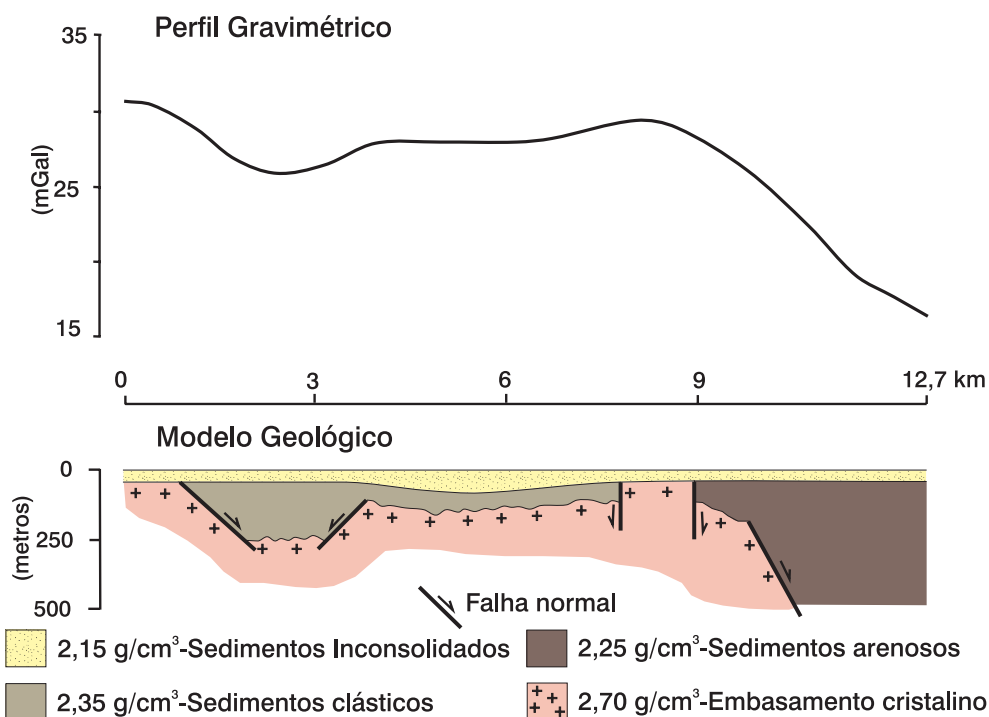 Perfil Gravimétrico
35
25
15
(mGal)
0 3 6 9 12,7 km
Modelo Geológico
0
250
500
(metros)
Falha normal
2,15 g/cm³-Sedimentos Inconsolidados
2,25 g/cm³-Sedimentos arenosos
2,35 g/cm³-Sedimentos clásticos
2,70 g/cm³-Embasamento cristalino